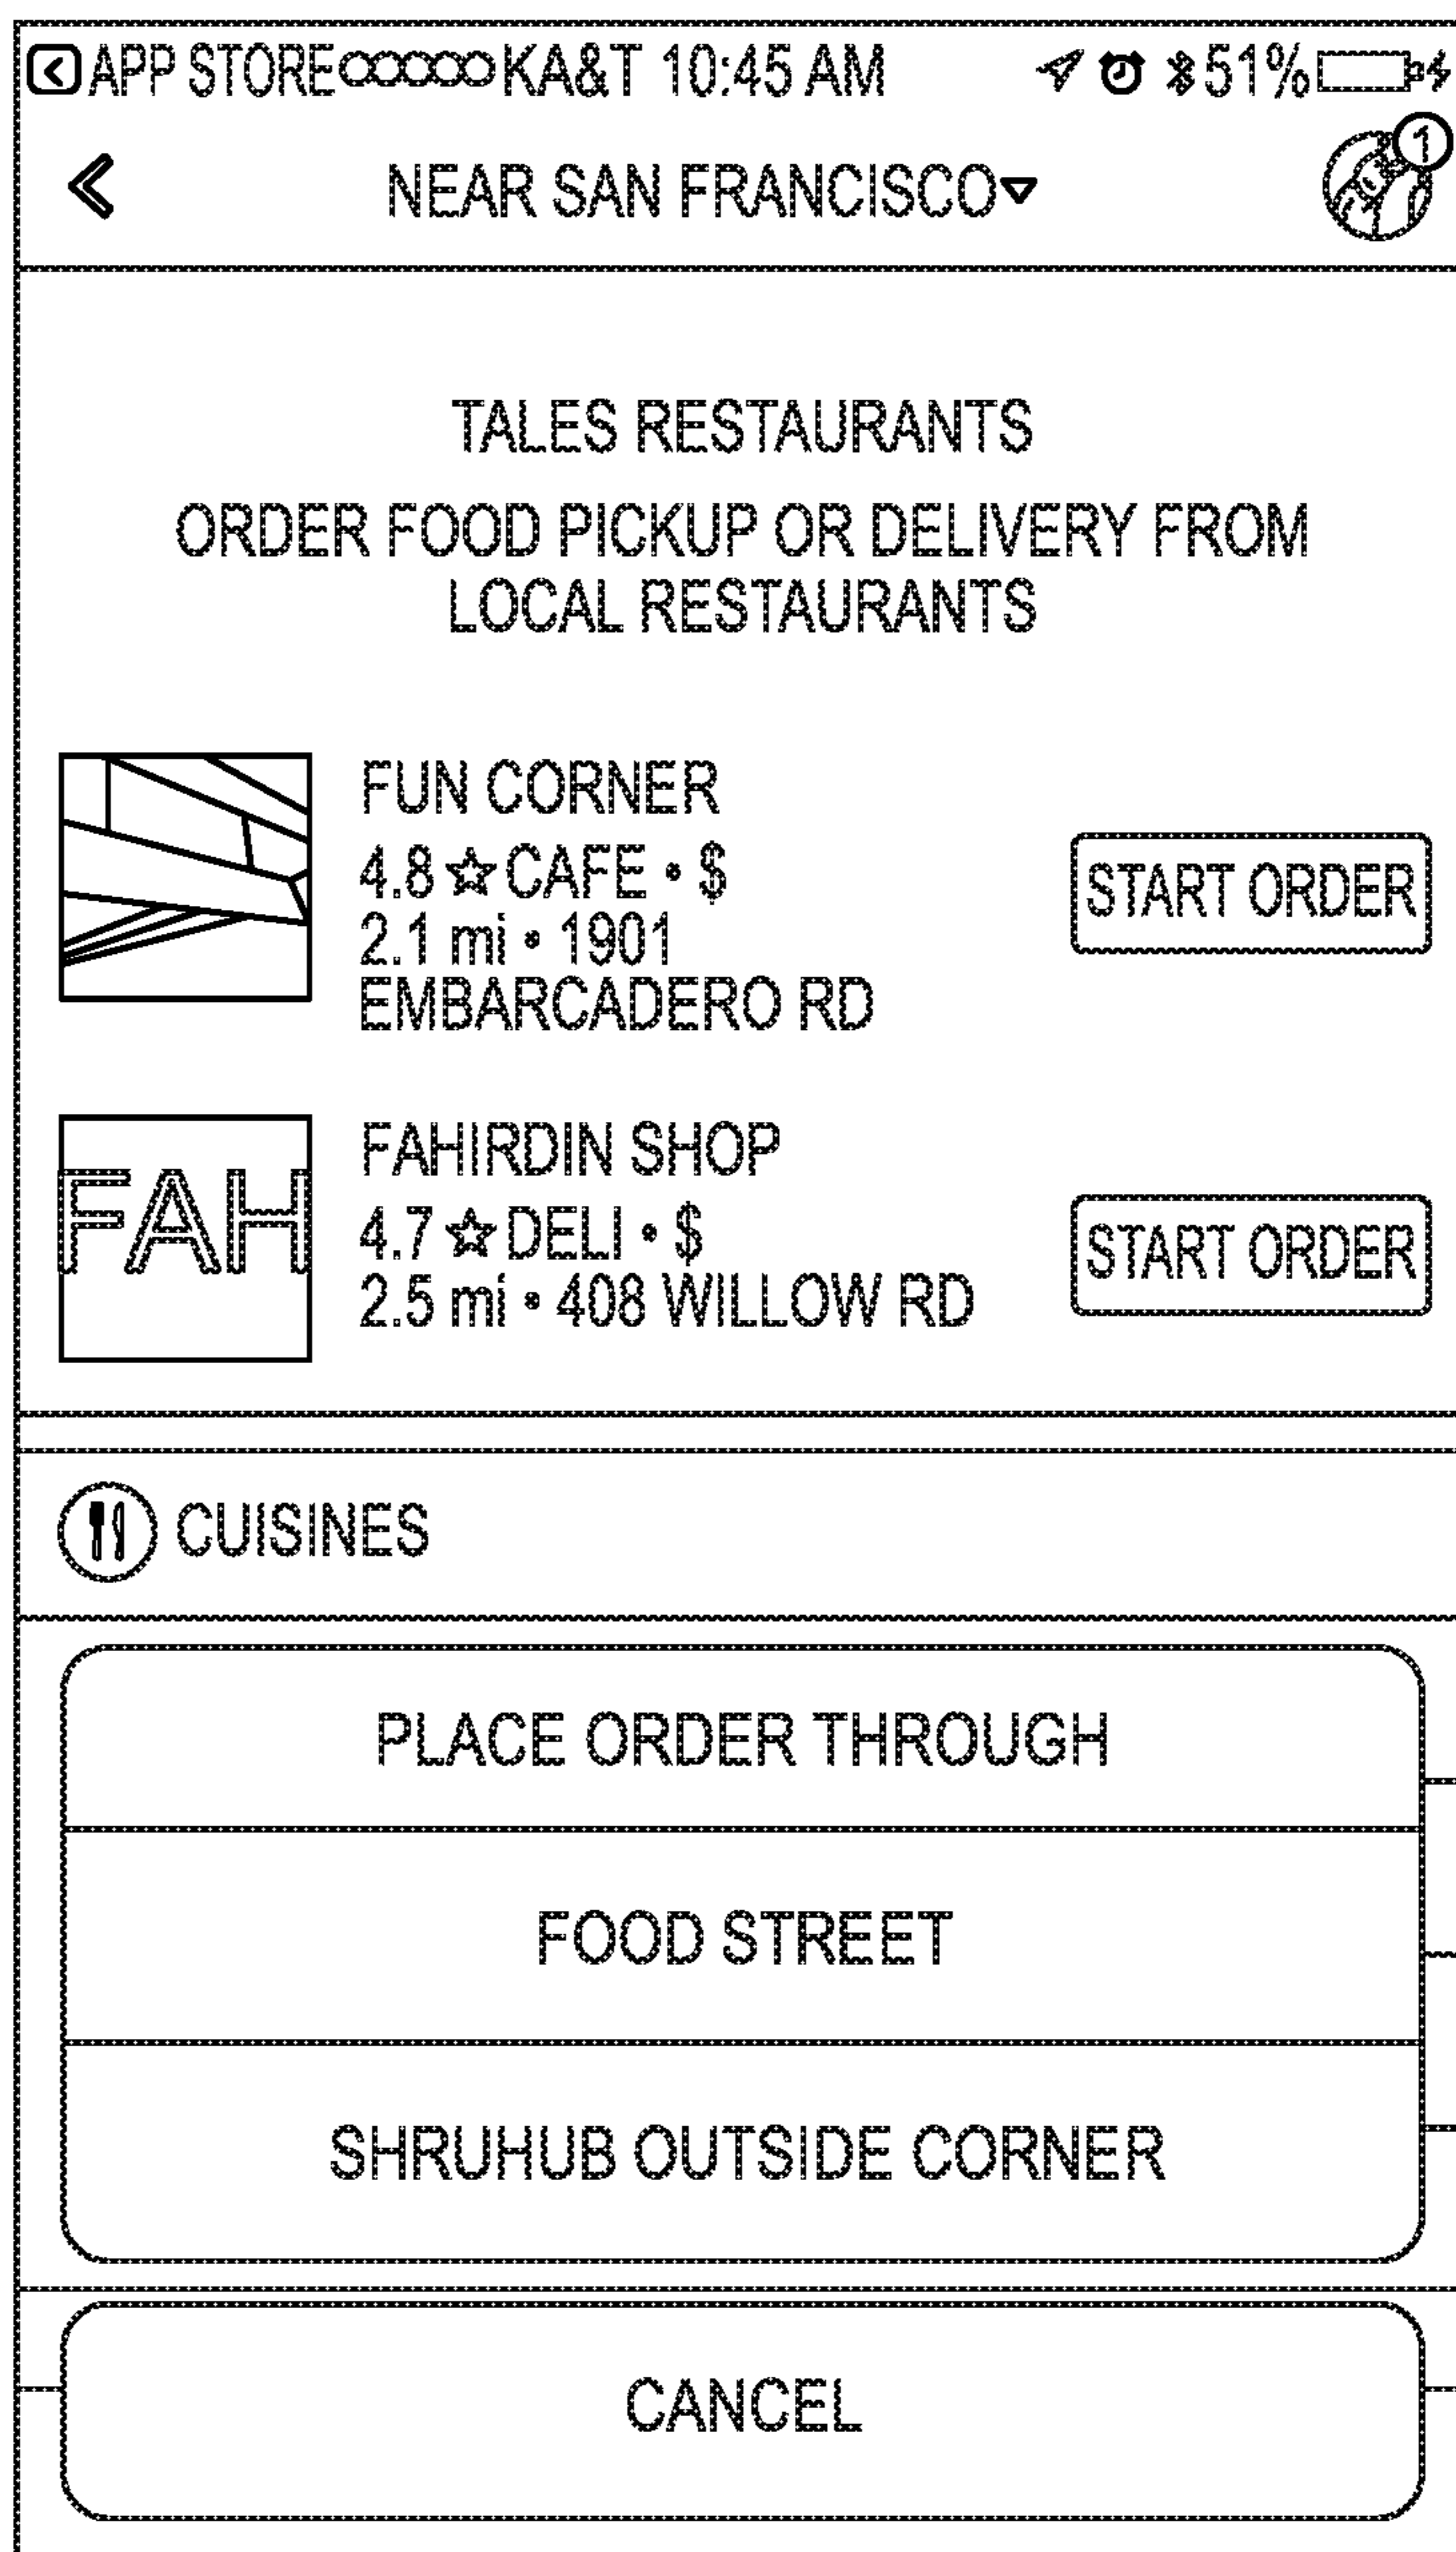 APP STORE KA&T 10:45 AM 51%
1
NEAR SAN FRANCISCO
TALES RESTAURANTS
ORDER FOOD PICKUP OR DELIVERY FROM
LOCAL RESTAURANTS
FUN CORNER
4.8 ☆ CAFE • $
2.1 mi • 1901
EMBARCADERO RD
START ORDER
FAH
FAHIRDIN SHOP
4.7 ☆ DELI • $
2.5 mi • 408 WILLOW RD
START ORDER
CUISINES
PLACE ORDER THROUGH
FOOD STREET
SHRUHUB OUTSIDE CORNER
CANCEL